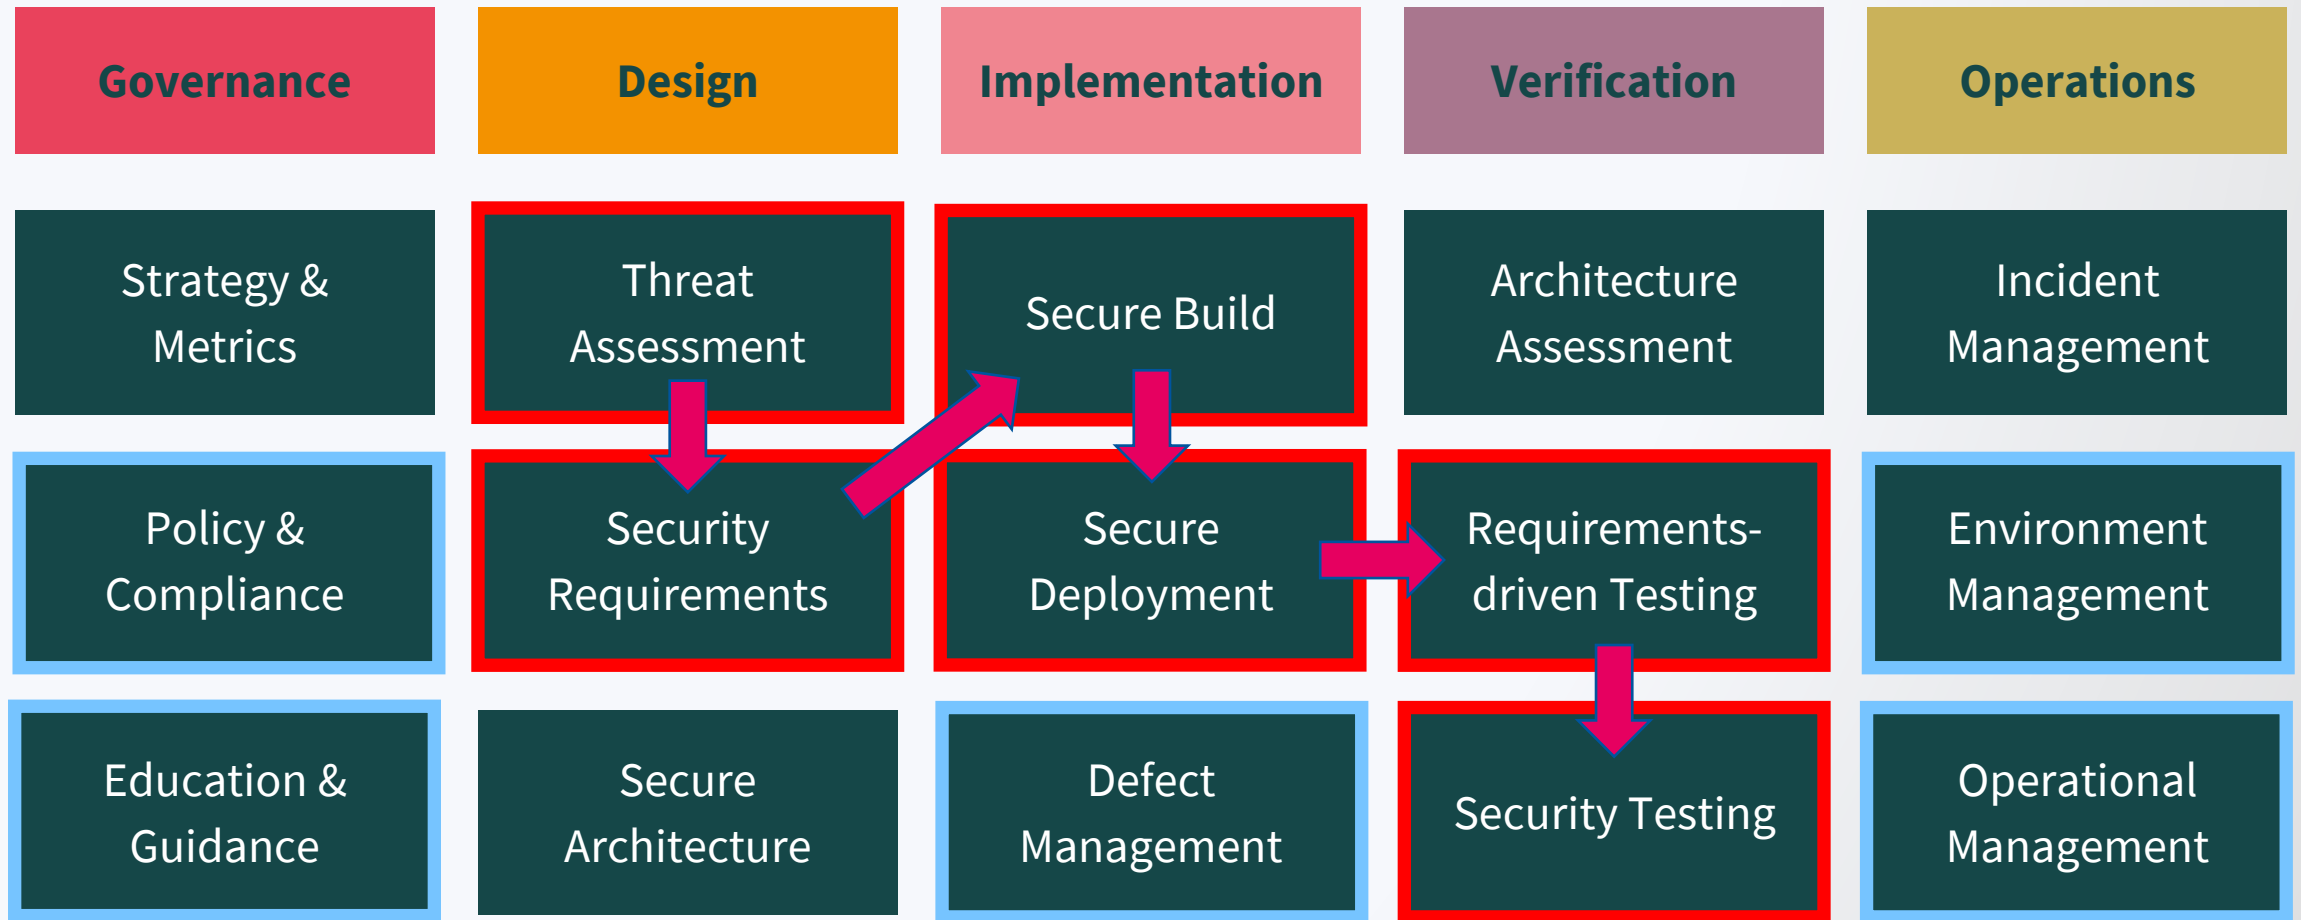 Governance
Design
Implementation
Verification
Operations
Strategy &
Metrics
Threat
Assessment
Secure Build
Architecture
Assessment
Incident
Management
Policy &
Compliance
Security
Requirements
Secure
Deployment
Requirements-
driven Testing
Environment
Management
Education &
Guidance
Secure
Architecture
Defect
Management
Security Testing
Operational
Management